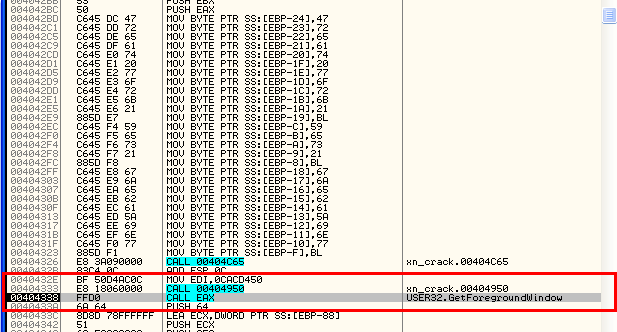 004042BB 53 PUSH EBX
004042BC 50 PUSH EAX
004042BD C645 DC 47 MOV BYTE PTR SS:[EBP-24],47
004042C1 C645 DD 72 MOV BYTE PTR SS:[EBP-23],72
004042C5 C645 DE 65 MOV BYTE PTR SS:[EBP-22],65
004042C9 C645 DF 61 MOV BYTE PTR SS:[EBP-21],61
004042CD C645 E0 74 MOV BYTE PTR SS:[EBP-20],74
004042D1 C645 E1 20 MOV BYTE PTR SS:[EBP-1F],20
004042D5 C645 E2 77 MOV BYTE PTR SS:[EBP-1E],77
004042D9 C645 E3 6F MOV BYTE PTR SS:[EBP-1D],6F
004042DD C645 E4 72 MOV BYTE PTR SS:[EBP-1C],72
004042E1 C645 E5 6B MOV BYTE PTR SS:[EBP-1B],6B
004042E5 C645 E6 21 MOV BYTE PTR SS:[EBP-1A],21
004042E9 885D E7 MOV BYTE PTR SS:[EBP-19],BL
004042EC C645 F4 59 MOV BYTE PTR SS:[EBP-C],59
004042F0 C645 F5 65 MOV BYTE PTR SS:[EBP-B],65
004042F4 C645 F6 73 MOV BYTE PTR SS:[EBP-A],73
004042F8 C645 F7 21 MOV BYTE PTR SS:[EBP-9],21
004042FC 885D F8 MOV BYTE PTR SS:[EBP-8],BL
004042FF C645 E8 67 MOV BYTE PTR SS:[EBP-18],67
00404303 C645 E9 6A MOV BYTE PTR SS:[EBP-17],6A
00404307 C645 EA 65 MOV BYTE PTR SS:[EBP-16],65
0040430B C645 EB 62 MOV BYTE PTR SS:[EBP-15],62
0040430F C645 EC 61 MOV BYTE PTR SS:[EBP-14],61
00404313 C645 ED 5A MOV BYTE PTR SS:[EBP-13],5A
00404317 C645 EE 69 MOV BYTE PTR SS:[EBP-12],69
0040431B C645 EF 6E MOV BYTE PTR SS:[EBP-11],6E
0040431F C645 F0 77 MOV BYTE PTR SS:[EBP-10],77
00404323 885D F1 MOV BYTE PTR SS:[EBP-F],BL
00404326 E8 3A090000 CALL 00404C65 xn_crack.00404C65
0040432B 83C4 0C ADD ESP,0C
0040432E BF 50D4AC0C MOV EDI,0CACD450
00404333 E8 18060000 CALL 00404950 xn_crack.00404950
00404338 FFD0 CALL EAX USER32.GetForegroundWindow
0040433A 6A 64 PUSH 64
0040433C 8D8D 78FFFFFF LEA ECX,DWORD PTR SS:[EBP-88]
00404342 51 PUSH ECX